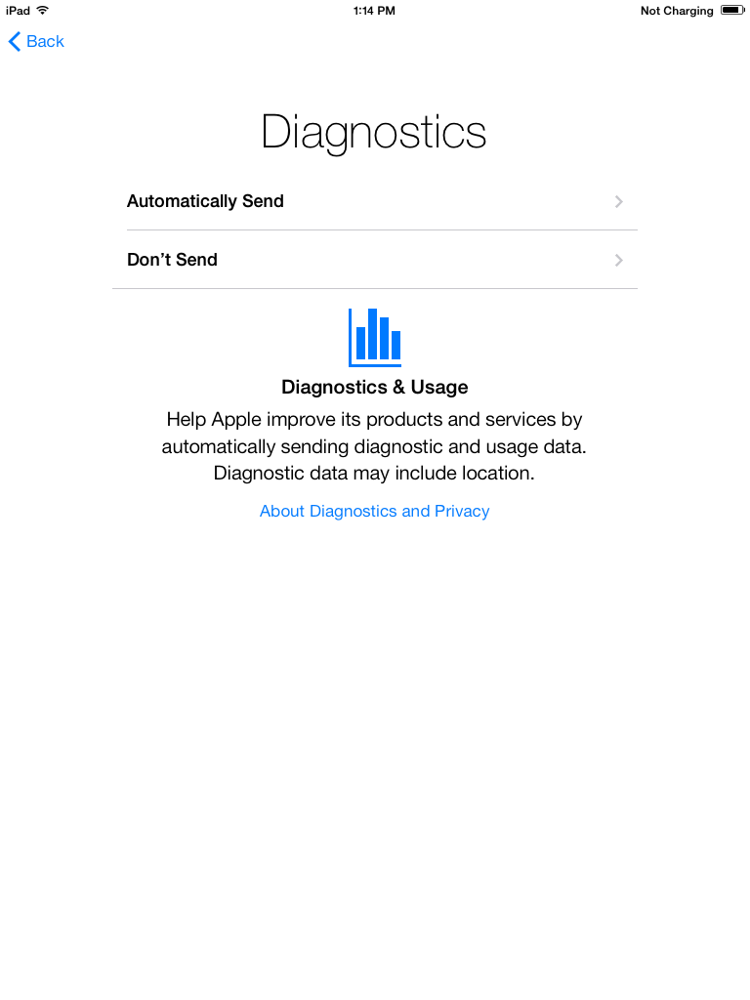 iPad 1:14 PM Not Charging
Back
Diagnostics
Automatically Send
Don’t Send
Diagnostics & Usage
Help Apple improve its products and services by
automatically sending diagnostic and usage data.
Diagnostic data may include location.
About Diagnostics and Privacy